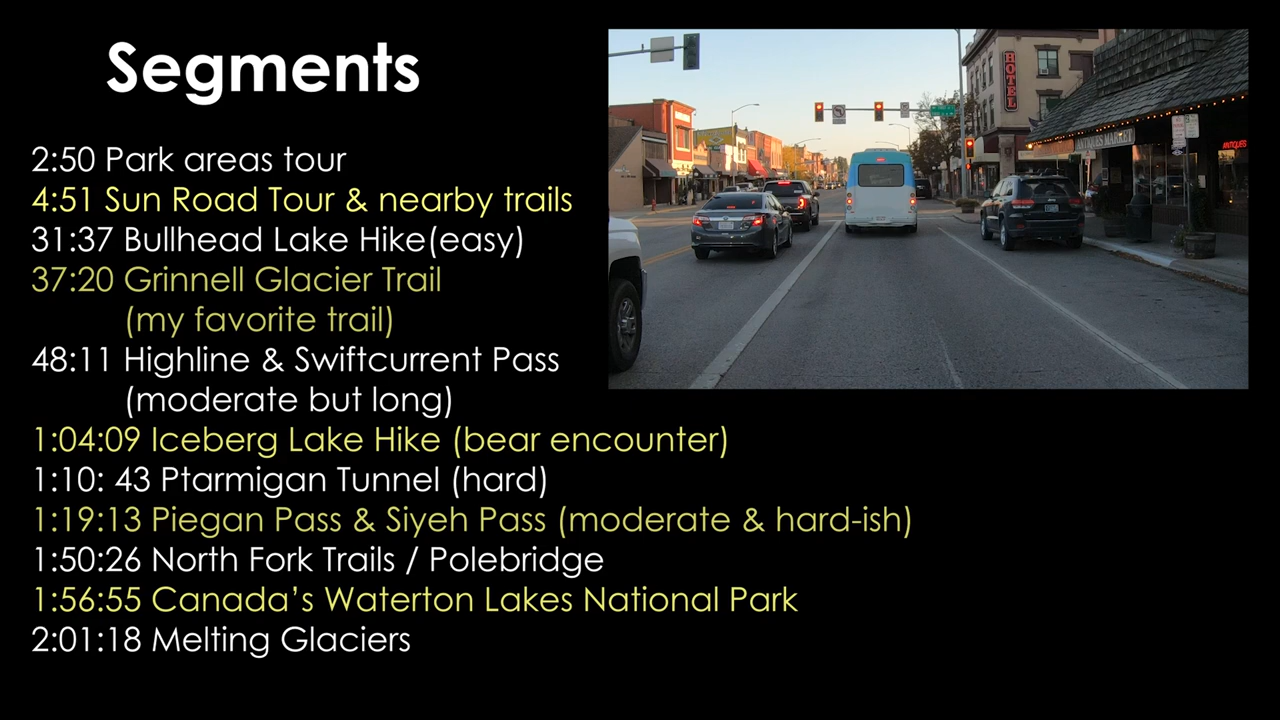 Segments
2:50 Park areas tour
4:51 Sun Road Tour & nearby trails
31:37 Bullhead Lake Hike(easy)
37:20 Grinnell Glacier Trail
(my favorite trail)
48:11 Highline & Swiftcurrent Pass
(moderate but long)
1:04:09 Iceberg Lake Hike (bear encounter)
1:10: 43 Ptarmigan Tunnel (hard)
1:19:13 Piegan Pass & Siyeh Pass (moderate & hard-ish)
1:50:26 North Fork Trails / Polebridge
1:56:55 Canada’s Waterton Lakes National Park
2:01:18 Melting Glaciers
HOTEL
ANTIQUES MARKET
ANTIQUES